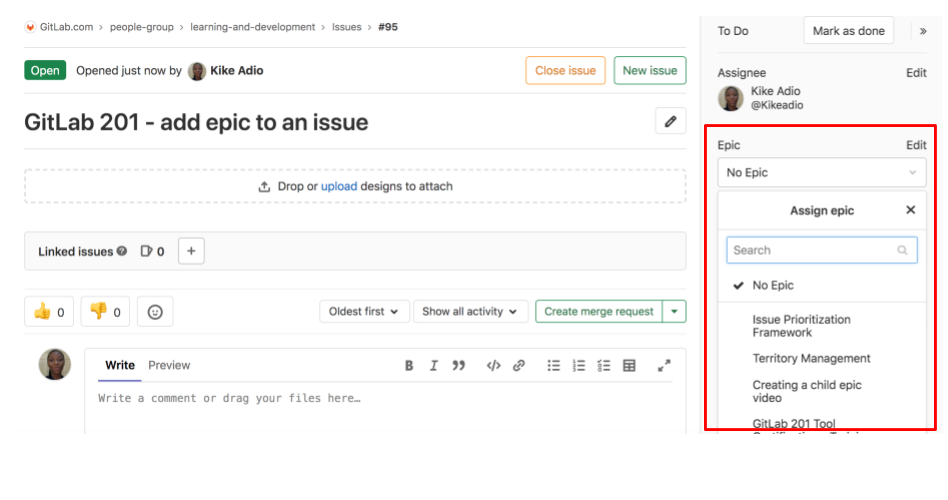 GitLab.com > people-group > learning-and-development > Issues > #95
Open Opened just now by Kike Adio Close issue New issue
GitLab 201 - add epic to an issue
Drop or upload designs to attach
Linked issues 0 +
0 0 Oldest first Show all activity Create merge request
Write Preview
Write a comment or drag your files here…
To Do Mark as done »
Assignee Edit
Kike Adio
@Kikeadio
Epic Edit
No Epic
Assign epic
Search
No Epic
Issue Prioritization
Framework
Territory Management
Creating a child epic
video
GitLab 201 Tool